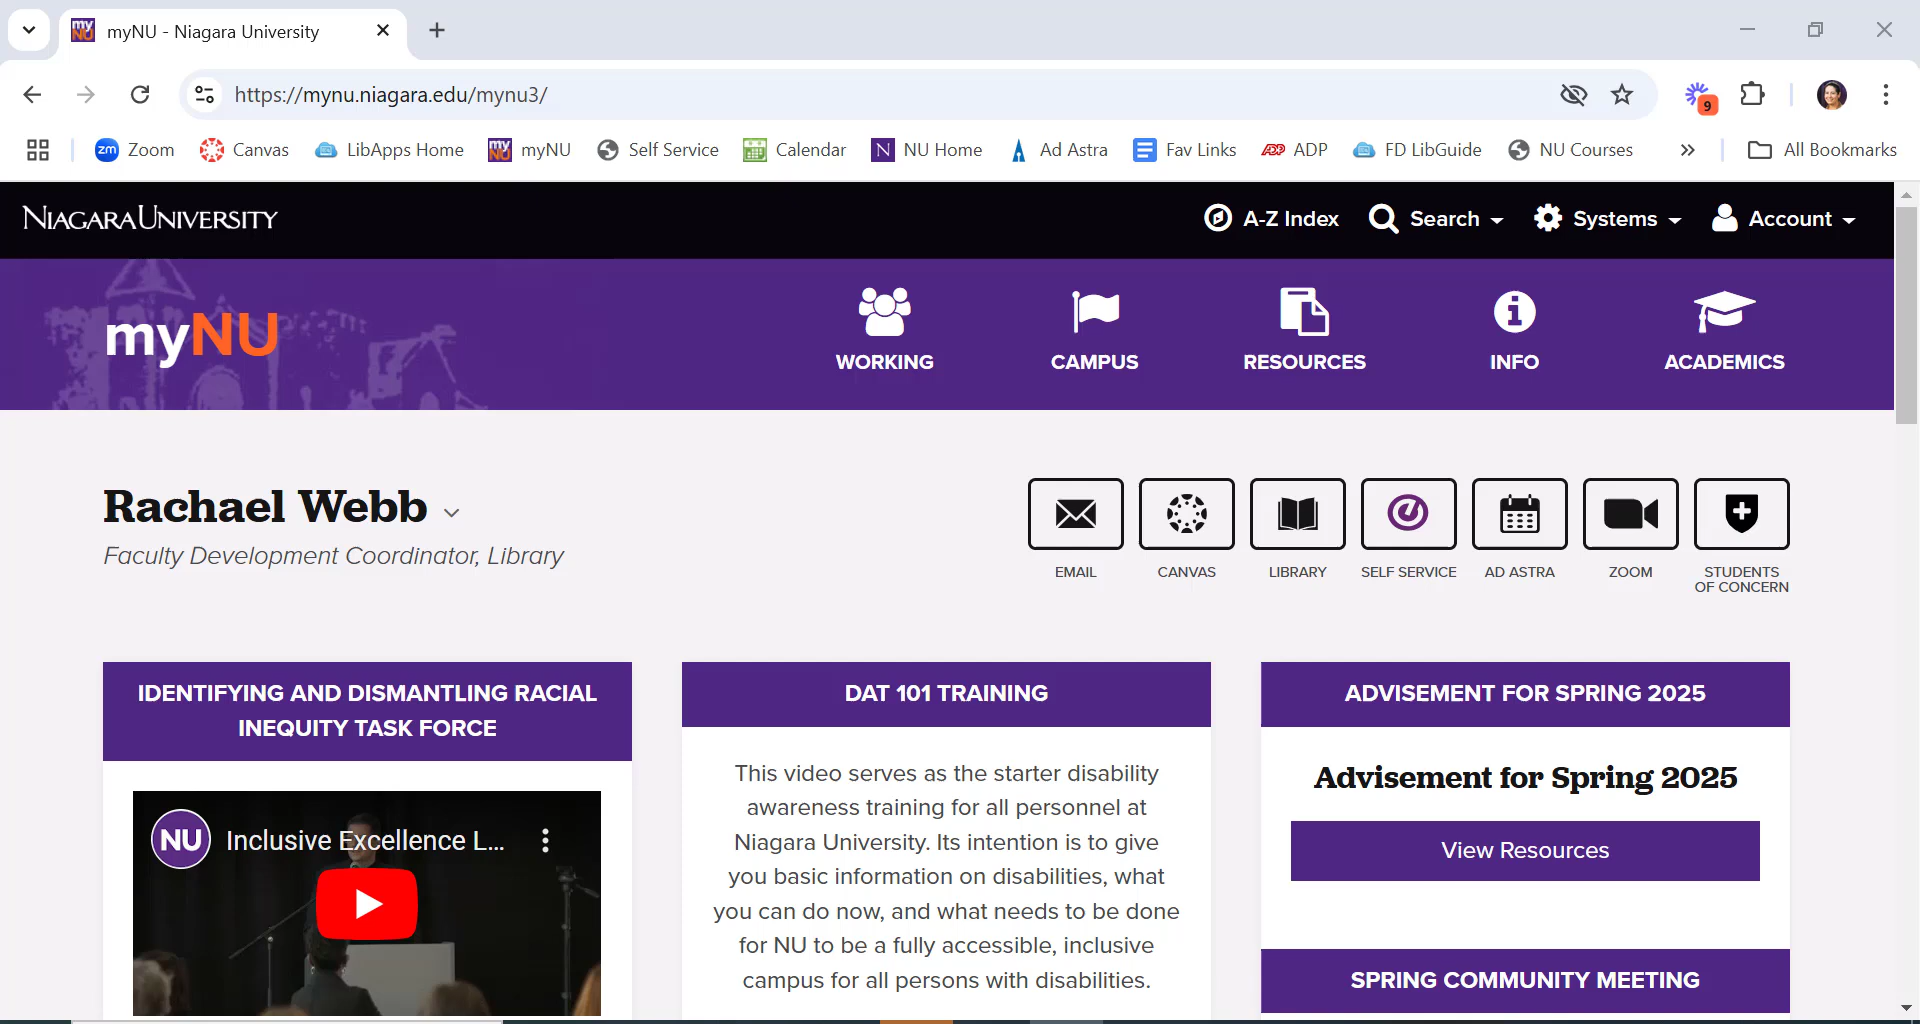 myNU - Niagara University
https://mynu.niagara.edu/mynu3/
9
zm Zoom Canvas LibApps Home my NU myNU Self Service Calendar N NU Home Ad Astra Fav Links ADP ADP FD LibGuide NU Courses » All Bookmarks
NIAGARA UNIVERSITY A-Z Index Search Systems Account
myNU
WORKING CAMPUS RESOURCES INFO ACADEMICS
Rachael Webb
Faculty Development Coordinator, Library
EMAIL CANVAS LIBRARY SELF SERVICE AD ASTRA ZOOM STUDENTS
OF CONCERN
IDENTIFYING AND DISMANTLING RACIAL
INEQUITY TASK FORCE
NU Inclusive Excellence L...
DAT 101 TRAINING
This video serves as the starter disability
awareness training for all personnel at
Niagara University. Its intention is to give
you basic information on disabilities, what
you can do now, and what needs to be done
for NU to be a fully accessible, inclusive
campus for all persons with disabilities.
ADVISEMENT FOR SPRING 2025
Advisement for Spring 2025
View Resources
SPRING COMMUNITY MEETING